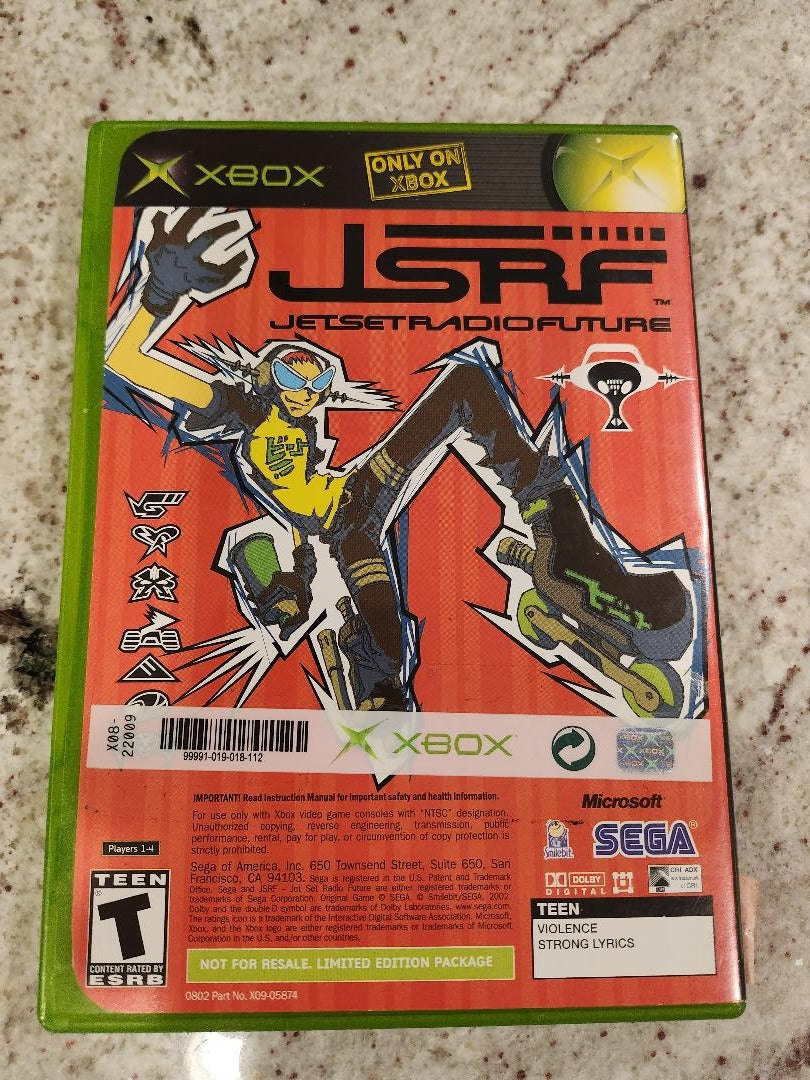 XBOX
ONLY ON
XBOX
JSRF
TM
JETSETRADIOFUTURE
ビート
X08-
22009
99991-019-018-112
XBOX
IMPORTANT! Read Instruction Manual for important safety and health information.
For use only with Xbox video game consoles with "NTSC" designation.
Unauthorized copying, reverse engineering, transmission, public
performance, rental, pay for play, or circumvention of copy protection is
strictly prohibited.
Sega of America, Inc. 650 Townsend Street, Suite 650, San
Francisco, CA 94103. Sega is registered in the U.S. Patent and Trademark
Office. Sega and JSRF – Jet Set Radio Future are either registered trademarks or
trademarks of Sega Corporation. Original Game © SEGA. © Smilebit/SEGA, 2002.
Dolby and the double-D symbol are trademarks of Dolby Laboratories. www.sega.com.
The ratings icon is a trademark of the Interactive Digital Software Association. Microsoft,
Xbox, and the Xbox logo are either registered trademarks or trademarks of Microsoft
Corporation in the U.S. and/or other countries.
Microsoft
Smilebit
SEGA®
DOLBY
DIGITAL
CRI ADX
Players 1-4
TEEN
T
CONTENT RATED BY
ESRB
TEEN
VIOLENCE
STRONG LYRICS
NOT FOR RESALE. LIMITED EDITION PACKAGE
0802 Part No. X09-05874